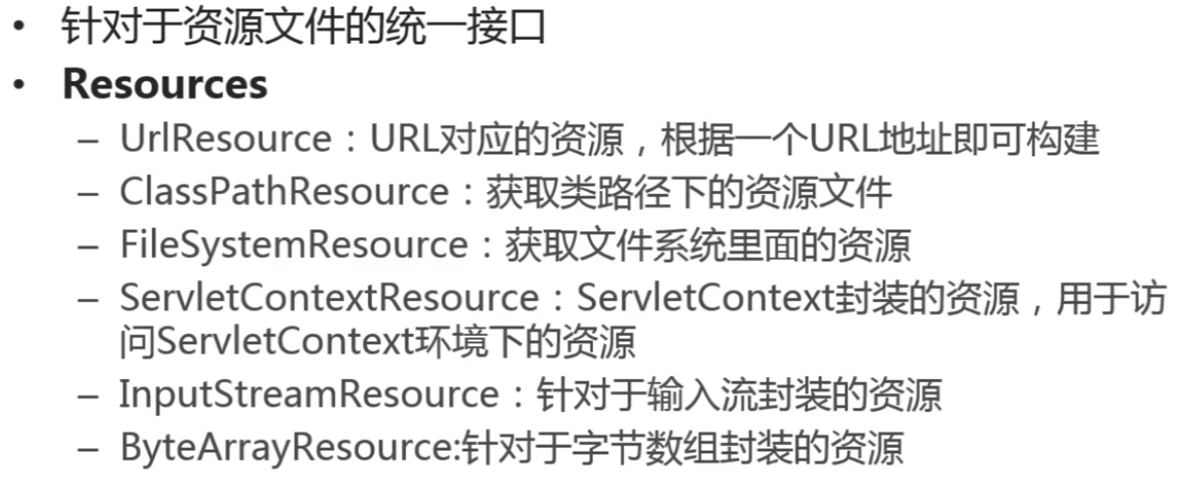 • 针对于资源文件的统一接口
• Resources
– UrlResource：URL对应的资源，根据一个URL地址即可构建
– ClassPathResource：获取类路径下的资源文件
– FileSystemResource：获取文件系统里面的资源
– ServletContextResource：ServletContext封装的资源，用于访
问ServletContext环境下的资源
– InputStreamResource：针对于输入流封装的资源
– ByteArrayResource:针对于字节数组封装的资源